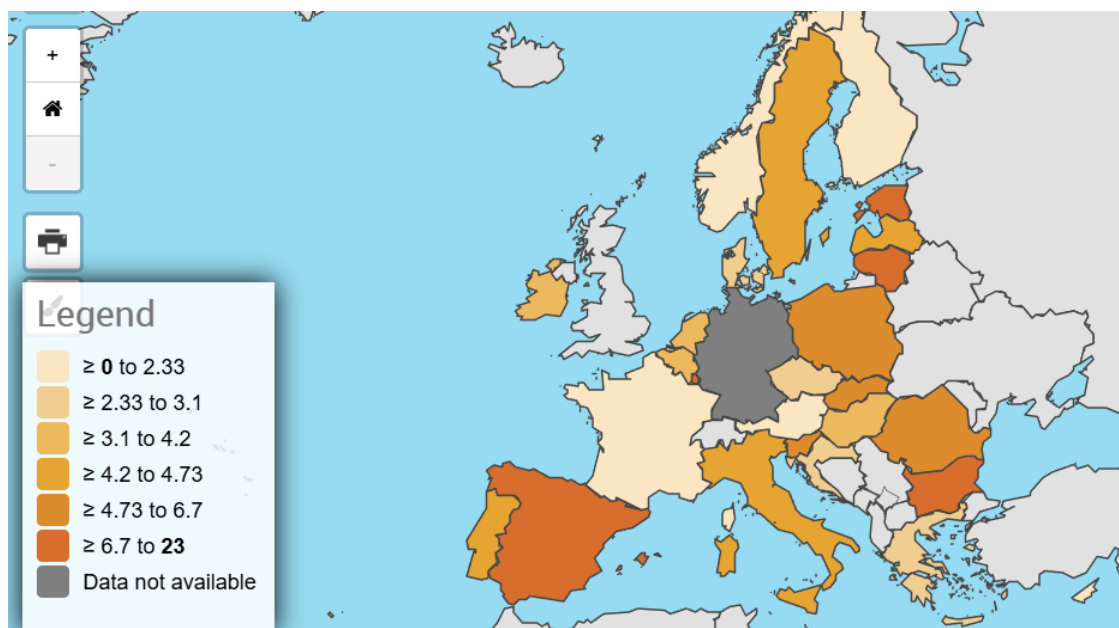 +
-
Legend
≥ 0 to 2.33
≥ 2.33 to 3.1
≥ 3.1 to 4.2
≥ 4.2 to 4.73
≥ 4.73 to 6.7
≥ 6.7 to 23
Data not available